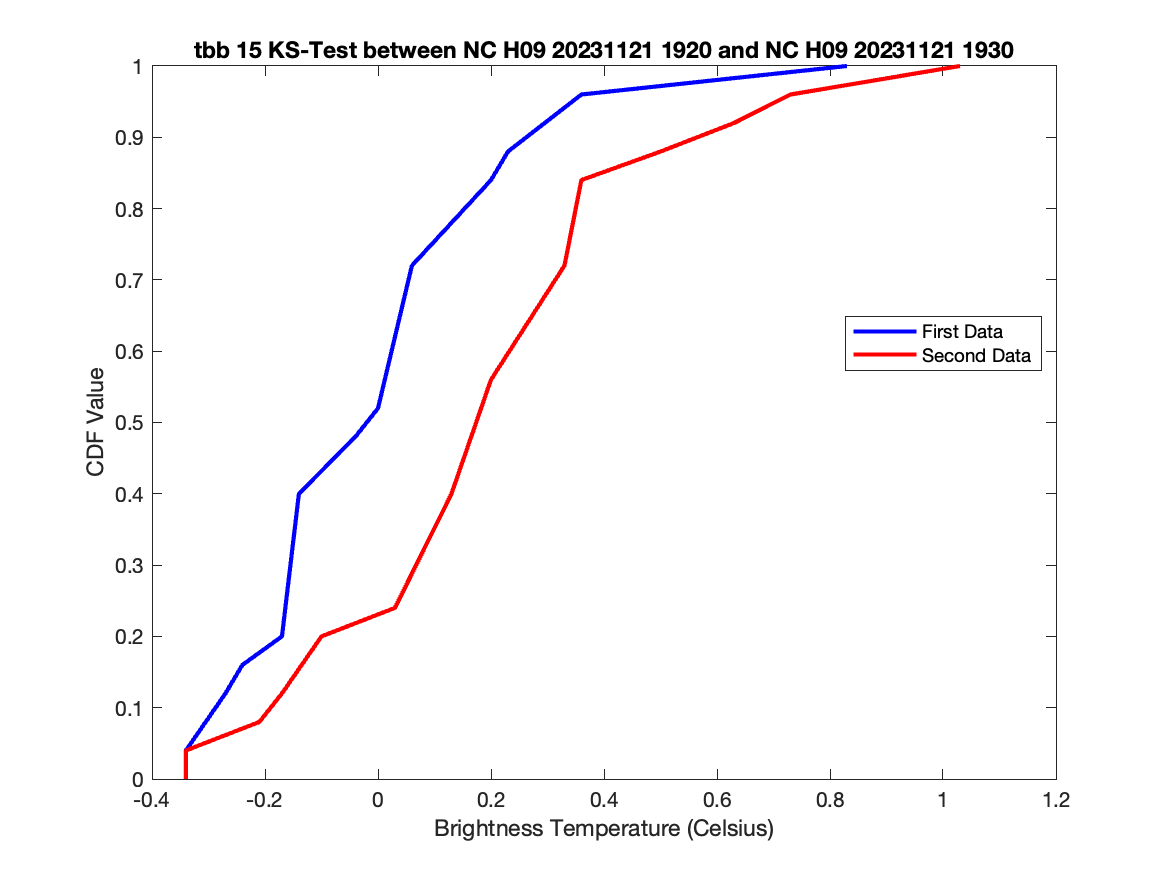 tbb 15 KS-Test between NC H09 20231121 1920 and NC H09 20231121 1930
1
0.9
0.8
0.7
0.6
0.5
0.4
0.3
0.2
0.1
0
CDF Value
First Data
Second Data
-0.4 -0.2 0 0.2 0.4 0.6 0.8 1 1.2
Brightness Temperature (Celsius)